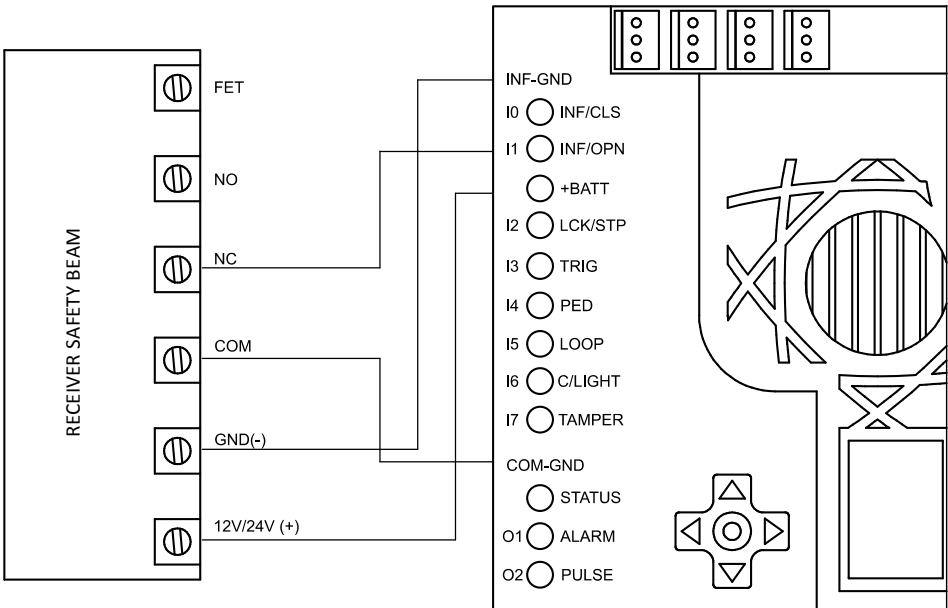 RECEIVER SAFETY BEAM
FET
NO
NC
COM
GND(-)
12V/24V (+)
INF-GND
I0 INF/CLS
I1 INF/OPN
+BATT
I2 LCK/STP
I3 TRIG
I4 PED
I5 LOOP
I6 C/LIGHT
I7 TAMPER
COM-GND
STATUS
O1 ALARM
O2 PULSE